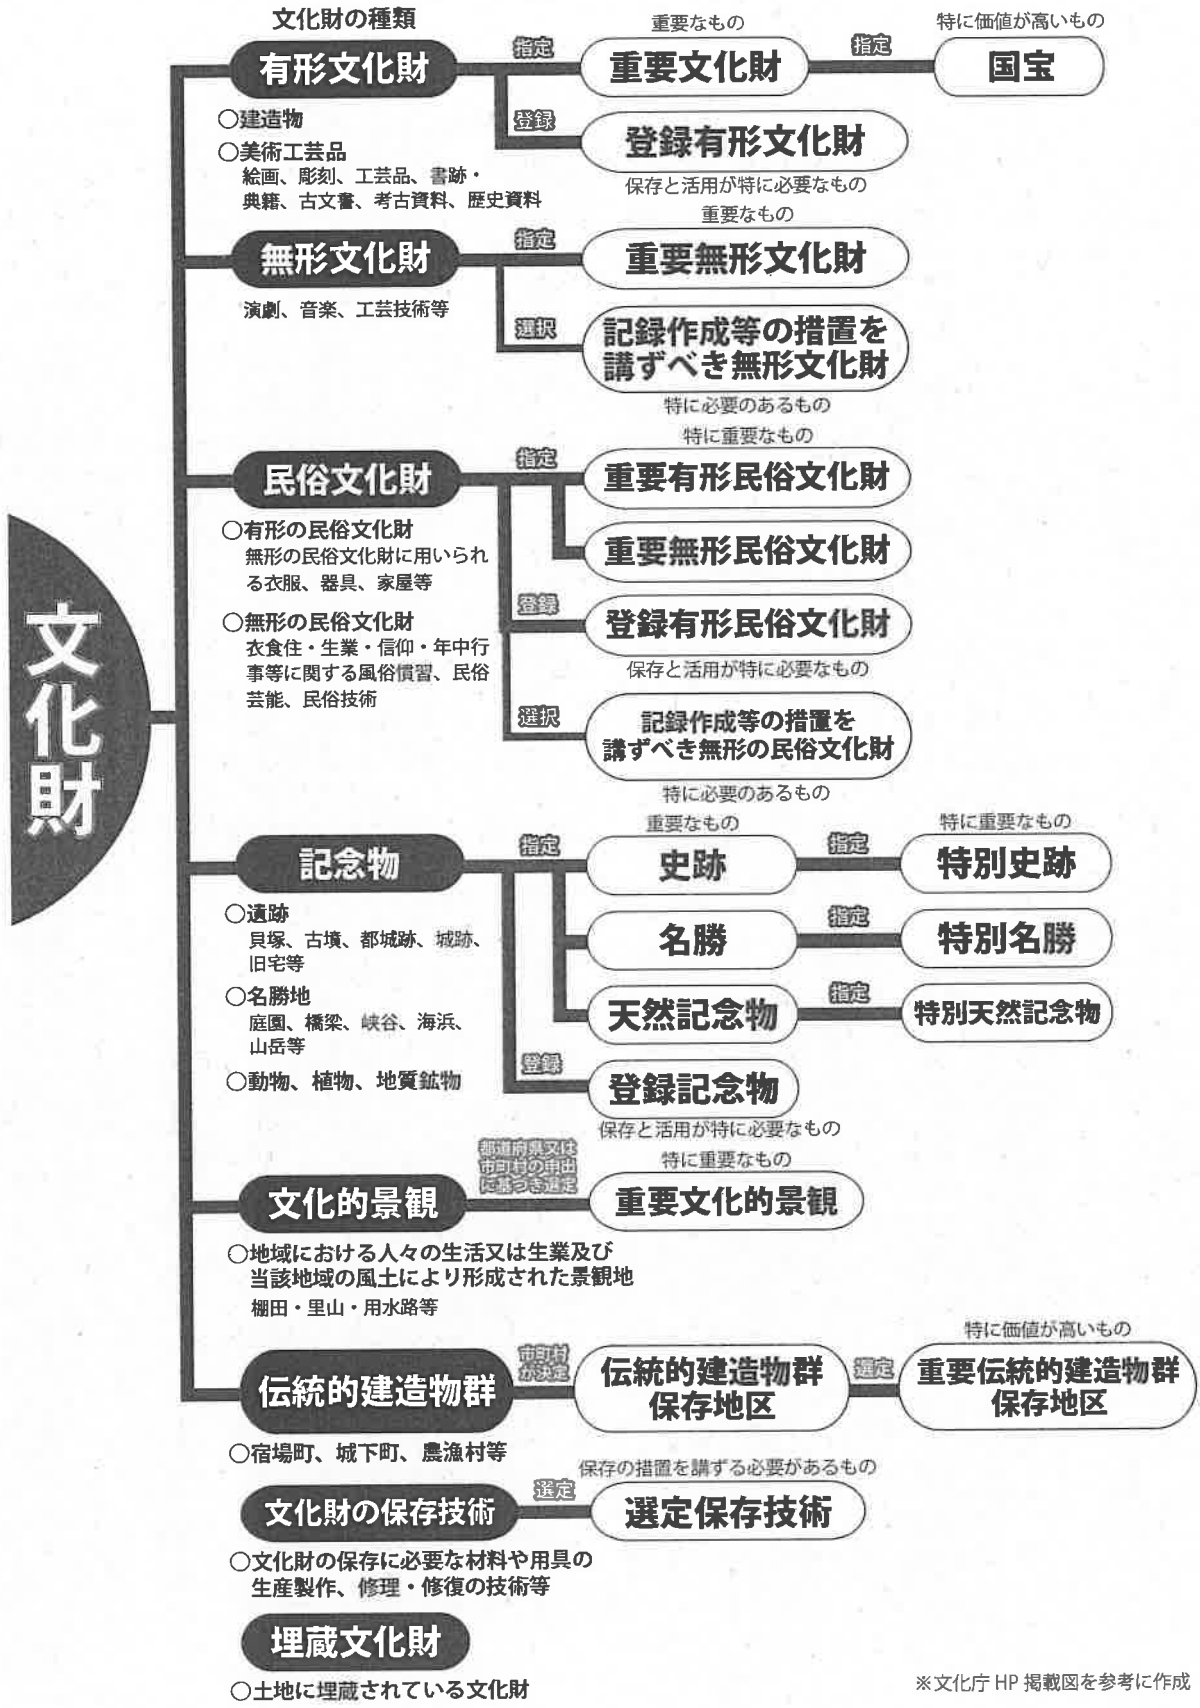 文化財
文化財の種類
有形文化財
指定
重要なもの
重要文化財
指定
特に価値が高いもの
国宝
登録
登録有形文化財
保存と活用が特に必要なもの
○建造物
○美術工芸品
絵画、彫刻、工芸品、書跡・
典籍、古文書、考古資料、歴史資料
無形文化財
指定
重要なもの
重要無形文化財
演劇、音楽、工芸技術等
選択
記録作成等の措置を
講ずべき無形文化財
特に必要のあるもの
民俗文化財
指定
特に重要なもの
重要有形民俗文化財
重要無形民俗文化財
○有形の民俗文化財
無形の民俗文化財に用いられ
る衣服、器具、家屋等
○無形の民俗文化財
衣食住・生業・信仰・年中行
事等に関する風俗慣習、民俗
芸能、民俗技術
登録
登録有形民俗文化財
保存と活用が特に必要なもの
選択
記録作成等の措置を
講ずべき無形の民俗文化財
特に必要のあるもの
記念物
指定
重要なもの
史跡
指定
特に重要なもの
特別史跡
名勝
指定
特別名勝
天然記念物
指定
特別天然記念物
○遺跡
貝塚、古墳、都城跡、城跡、
旧宅等
○名勝地
庭園、橋梁、峡谷、海浜、
山岳等
○動物、植物、地質鉱物
登録
登録記念物
保存と活用が特に必要なもの
文化的景観
都道府県又は
市町村の申出
に基づき選定
特に重要なもの
重要文化的景観
○地域における人々の生活又は生業及び
当該地域の風土により形成された景観地
棚田・里山・用水路等
伝統的建造物群
市町村
が決定
伝統的建造物群
保存地区
選定
特に価値が高いもの
重要伝統的建造物群
保存地区
○宿場町、城下町、農漁村等
文化財の保存技術
選定
保存の措置を講ずる必要があるもの
選定保存技術
○文化財の保存に必要な材料や用具の
生産製作、修理・修復の技術等
埋蔵文化財
○土地に埋蔵されている文化財
※文化庁 HP 掲載図を参考に作成